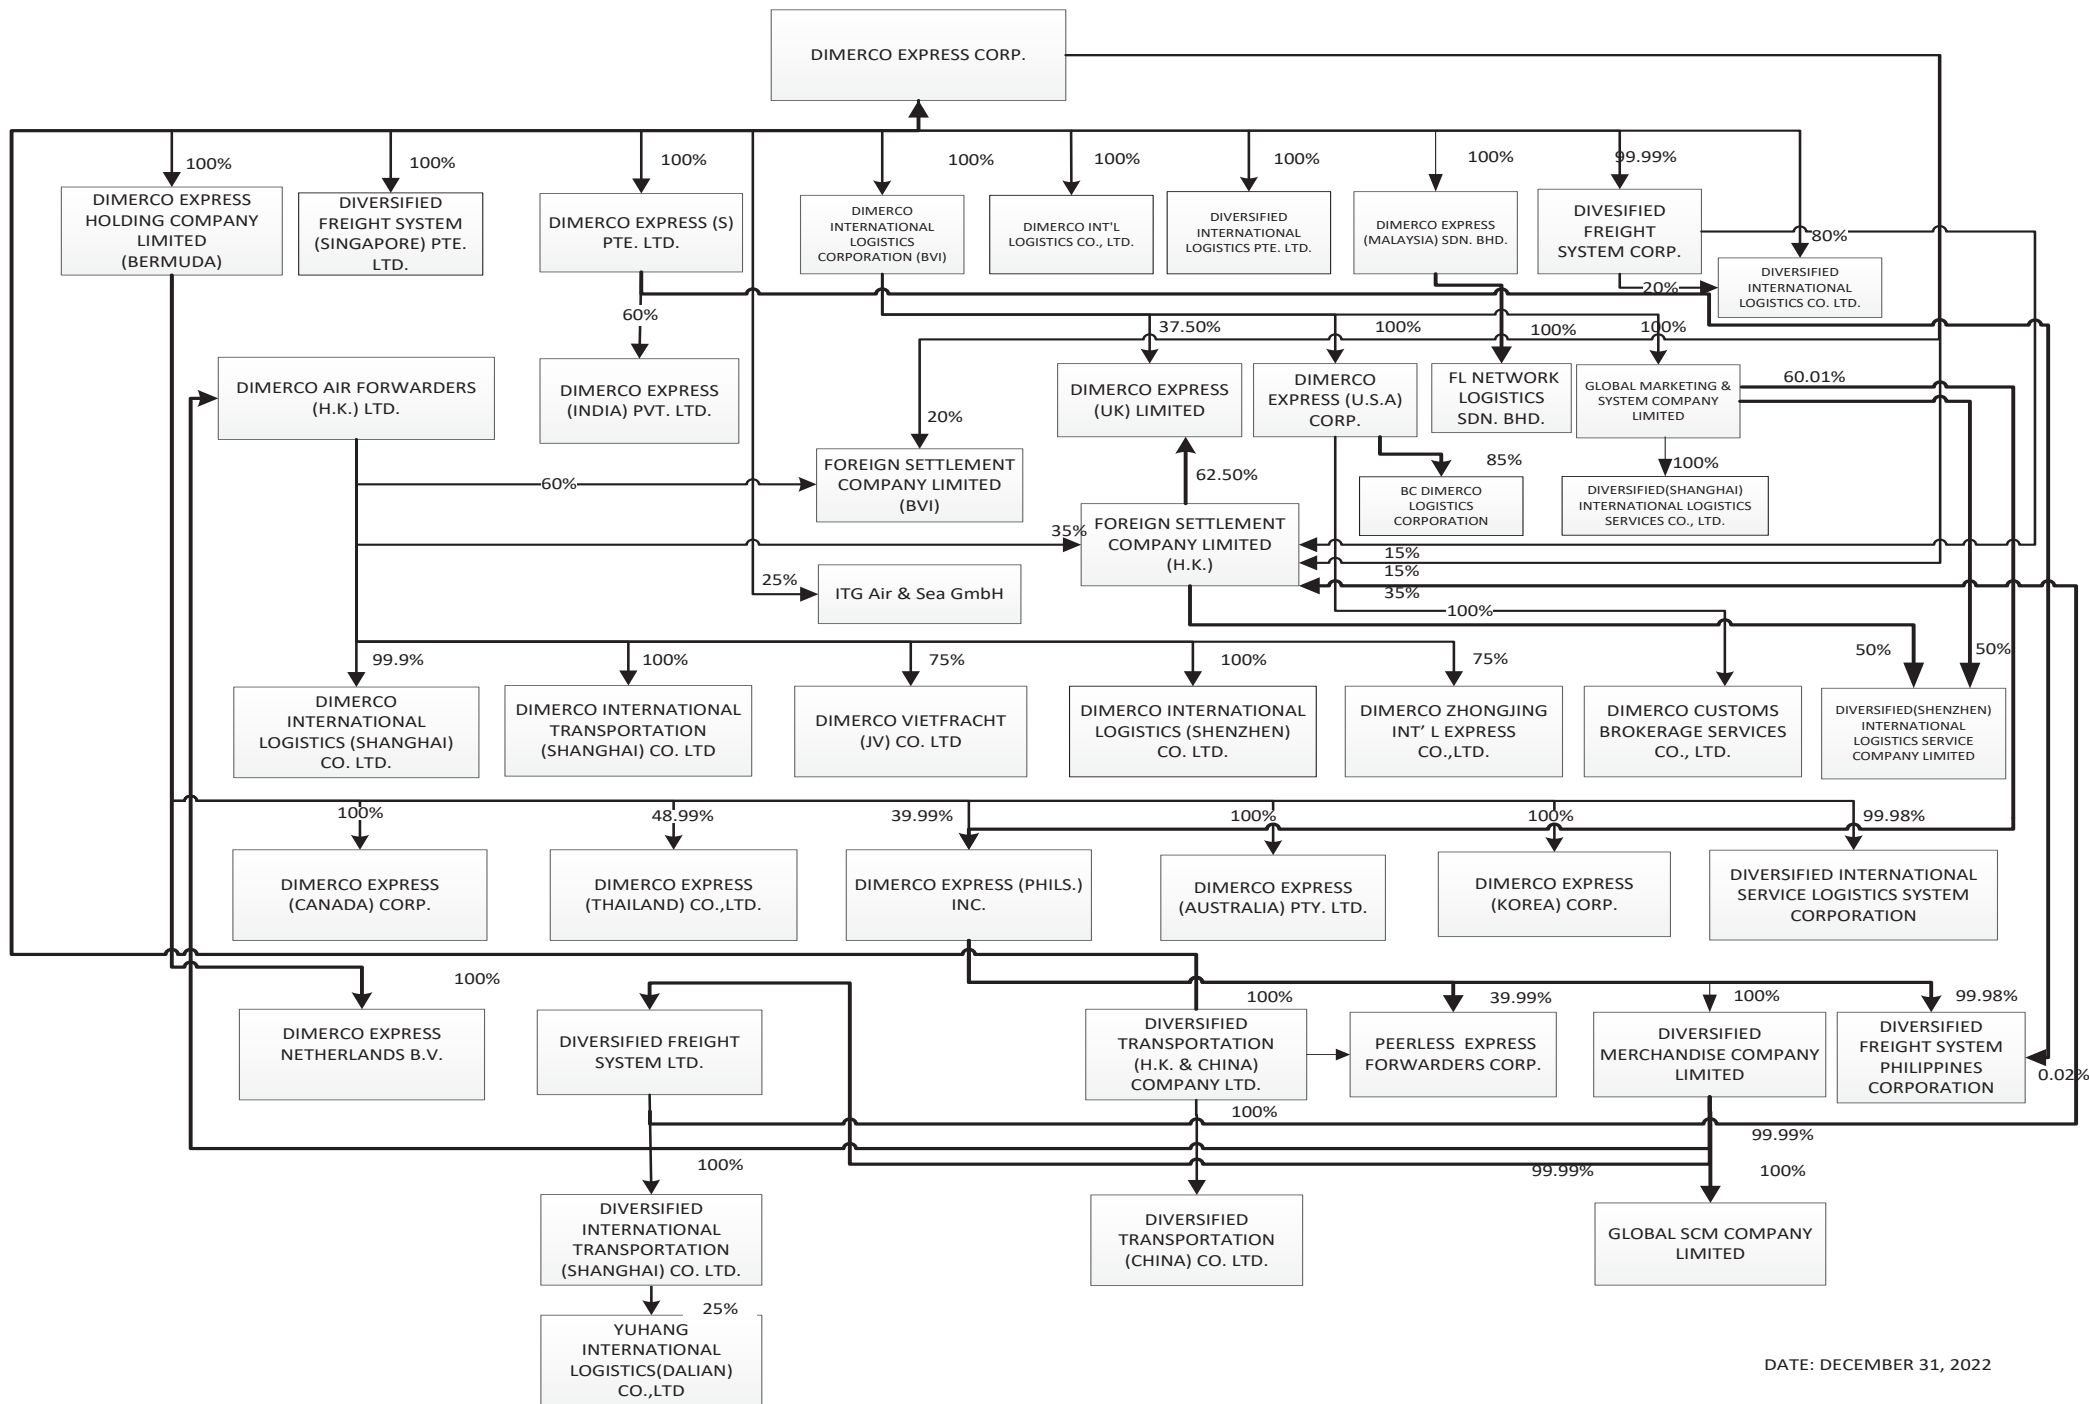 DIMERCO EXPRESS CORP.
100%
100%
100%
100%
100%
100%
100%
99.99%
DIMERCO EXPRESS
HOLDING COMPANY
LIMITED
(BERMUDA)
DIVERSIFIED
FREIGHT SYSTEM
(SINGAPORE) PTE.
LTD.
DIMERCO EXPRESS (S)
PTE. LTD.
DIMERCO
INTERNATIONAL
LOGISTICS
CORPORATION (BVI)
DIMERCO INT'L
LOGISTICS CO., LTD.
DIVERSIFIED
INTERNATIONAL
LOGISTICS PTE. LTD.
DIMERCO EXPRESS
(MALAYSIA) SDN. BHD.
DIVESIFIED
FREIGHT
SYSTEM CORP.
80%
DIVERSIFIED
INTERNATIONAL
LOGISTICS CO. LTD.
20%
60%
37.50%
100%
100%
100%
DIMERCO AIR FORWARDERS
(H.K.) LTD.
DIMERCO EXPRESS
(INDIA) PVT. LTD.
20%
DIMERCO EXPRESS
(UK) LIMITED
DIMERCO
EXPRESS (U.S.A)
CORP.
FL NETWORK
LOGISTICS
SDN. BHD.
GLOBAL MARKETING &
SYSTEM COMPANY
LIMITED
60.01%
60%
FOREIGN SETTLEMENT
COMPANY LIMITED
(BVI)
62.50%
85%
100%
BC DIMERCO
LOGISTICS
CORPORATION
DIVERSIFIED(SHANGHAI)
INTERNATIONAL LOGISTICS
SERVICES CO., LTD.
35%
FOREIGN SETTLEMENT
COMPANY LIMITED
(H.K.)
15%
15%
35%
25%
ITG Air & Sea GmbH
100%
99.9%
100%
75%
100%
75%
50%
50%
DIMERCO
INTERNATIONAL
LOGISTICS (SHANGHAI)
CO. LTD.
DIMERCO INTERNATIONAL
TRANSPORTATION
(SHANGHAI) CO. LTD
DIMERCO VIETFRACHT
(JV) CO. LTD
DIMERCO INTERNATIONAL
LOGISTICS (SHENZHEN)
CO. LTD.
DIMERCO ZHONGJING
INT' L EXPRESS
CO.,LTD.
DIMERCO CUSTOMS
BROKERAGE SERVICES
CO., LTD.
DIVERSIFIED(SHENZHEN)
INTERNATIONAL
LOGISTICS SERVICE
COMPANY LIMITED
100%
48.99%
39.99%
100%
100%
99.98%
DIMERCO EXPRESS
(CANADA) CORP.
DIMERCO EXPRESS
(THAILAND) CO.,LTD.
DIMERCO EXPRESS (PHILS.)
INC.
DIMERCO EXPRESS
(AUSTRALIA) PTY. LTD.
DIMERCO EXPRESS
(KOREA) CORP.
DIVERSIFIED INTERNATIONAL
SERVICE LOGISTICS SYSTEM
CORPORATION
100%
100%
39.99%
100%
99.98%
DIMERCO EXPRESS
NETHERLANDS B.V.
DIVERSIFIED FREIGHT
SYSTEM LTD.
DIVERSIFIED
TRANSPORTATION
(H.K. & CHINA)
COMPANY LTD.
PEERLESS EXPRESS
FORWARDERS CORP.
DIVERSIFIED
MERCHANDISE COMPANY
LIMITED
DIVERSIFIED
FREIGHT SYSTEM
PHILIPPINES
CORPORATION
0.02%
100%
99.99%
100%
99.99%
100%
DIVERSIFIED
INTERNATIONAL
TRANSPORTATION
(SHANGHAI) CO. LTD.
DIVERSIFIED
TRANSPORTATION
(CHINA) CO. LTD.
GLOBAL SCM COMPANY
LIMITED
25%
YUHANG
INTERNATIONAL
LOGISTICS(DALIAN)
CO.,LTD
DATE: DECEMBER 31, 2022